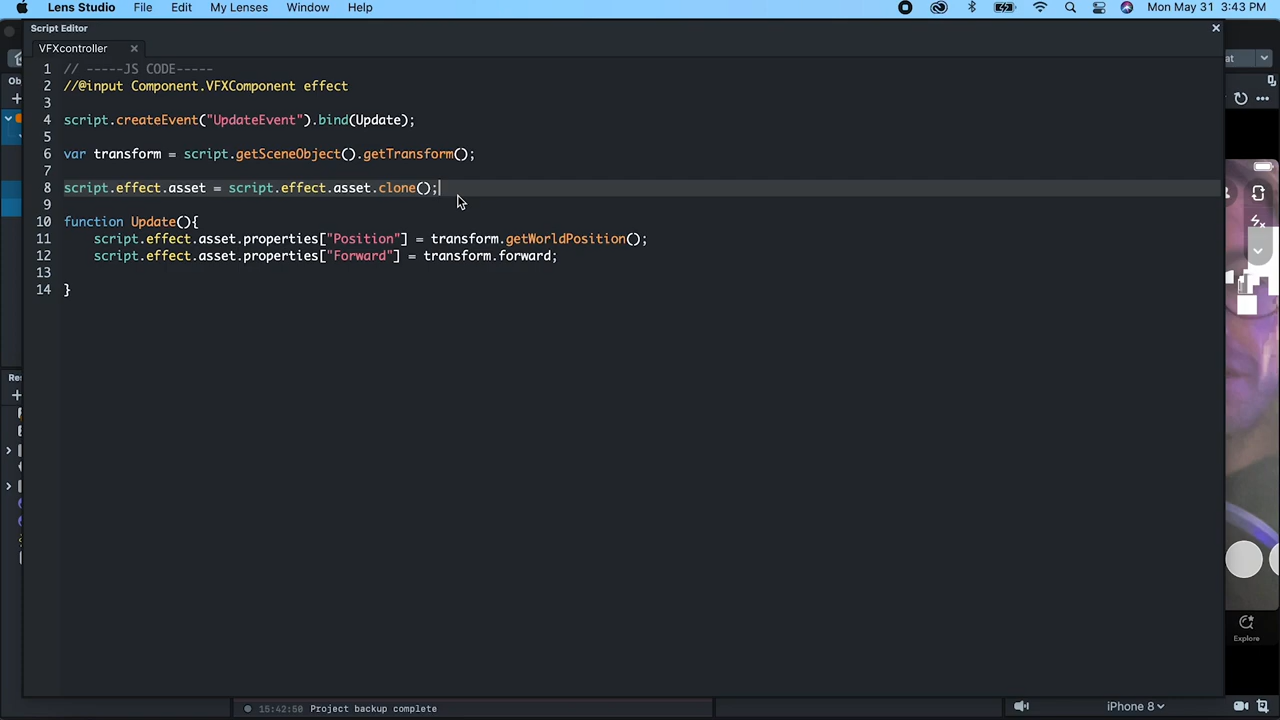 Lens Studio File Edit My Lenses Window Help Mon May 31 3:43 PM
Script Editor
VFXcontroller
1 // -----JS CODE-----
2 //@input Component.VFXComponent effect
3
4 script.createEvent("UpdateEvent").bind(Update);
5
6 var transform = script.getSceneObject().getTransform();
7
8 script.effect.asset = script.effect.asset.clone();
9
10 function Update(){
11 script.effect.asset.properties["Position"] = transform.getWorldPosition();
12 script.effect.asset.properties["Forward"] = transform.forward;
13
14 }
Explore
15:42:50 Project backup complete
iPhone 8